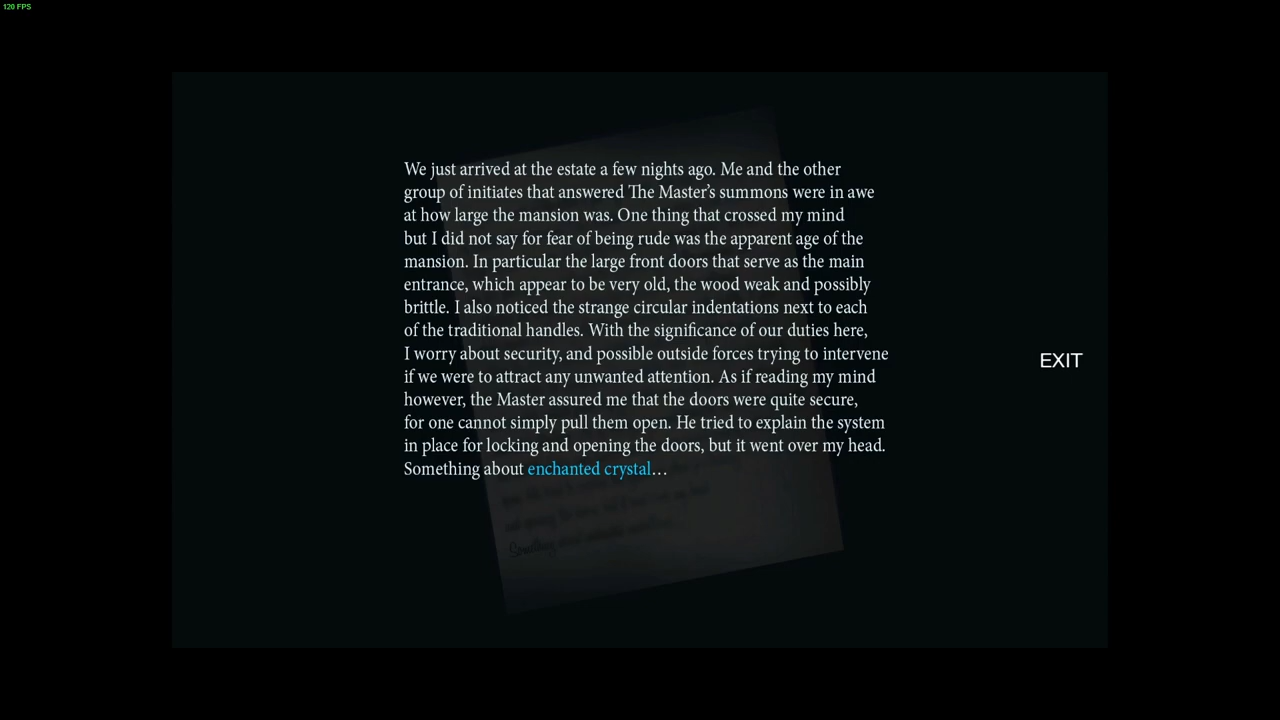 120 FPS
We just arrived at the estate a few nights ago. Me and the other
group of initiates that answered The Master’s summons were in awe
at how large the mansion was. One thing that crossed my mind
but I did not say for fear of being rude was the apparent age of the
mansion. In particular the large front doors that serve as the main
entrance, which appear to be very old, the wood weak and possibly
brittle. I also noticed the strange circular indentations next to each
of the traditional handles. With the significance of our duties here,
I worry about security, and possible outside forces trying to intervene
if we were to attract any unwanted attention. As if reading my mind
however, the Master assured me that the doors were quite secure,
for one cannot simply pull them open. He tried to explain the system
in place for locking and opening the doors, but it went over my head.
Something about enchanted crystal…
EXIT